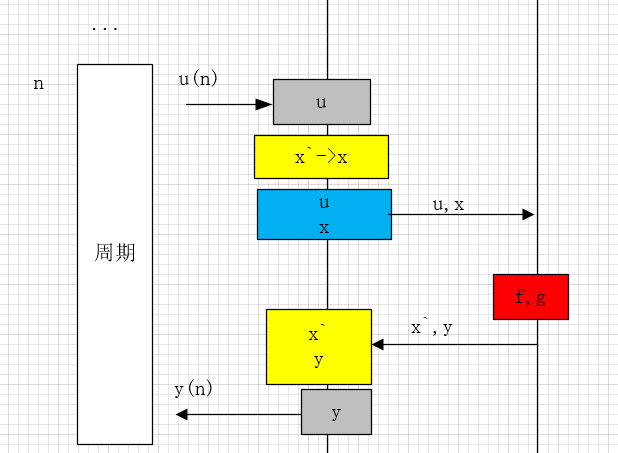 ...
n
u(n)
u
x`->x
u
x
u,x
周期
f,g
x`
y
x`,y
y(n)
y